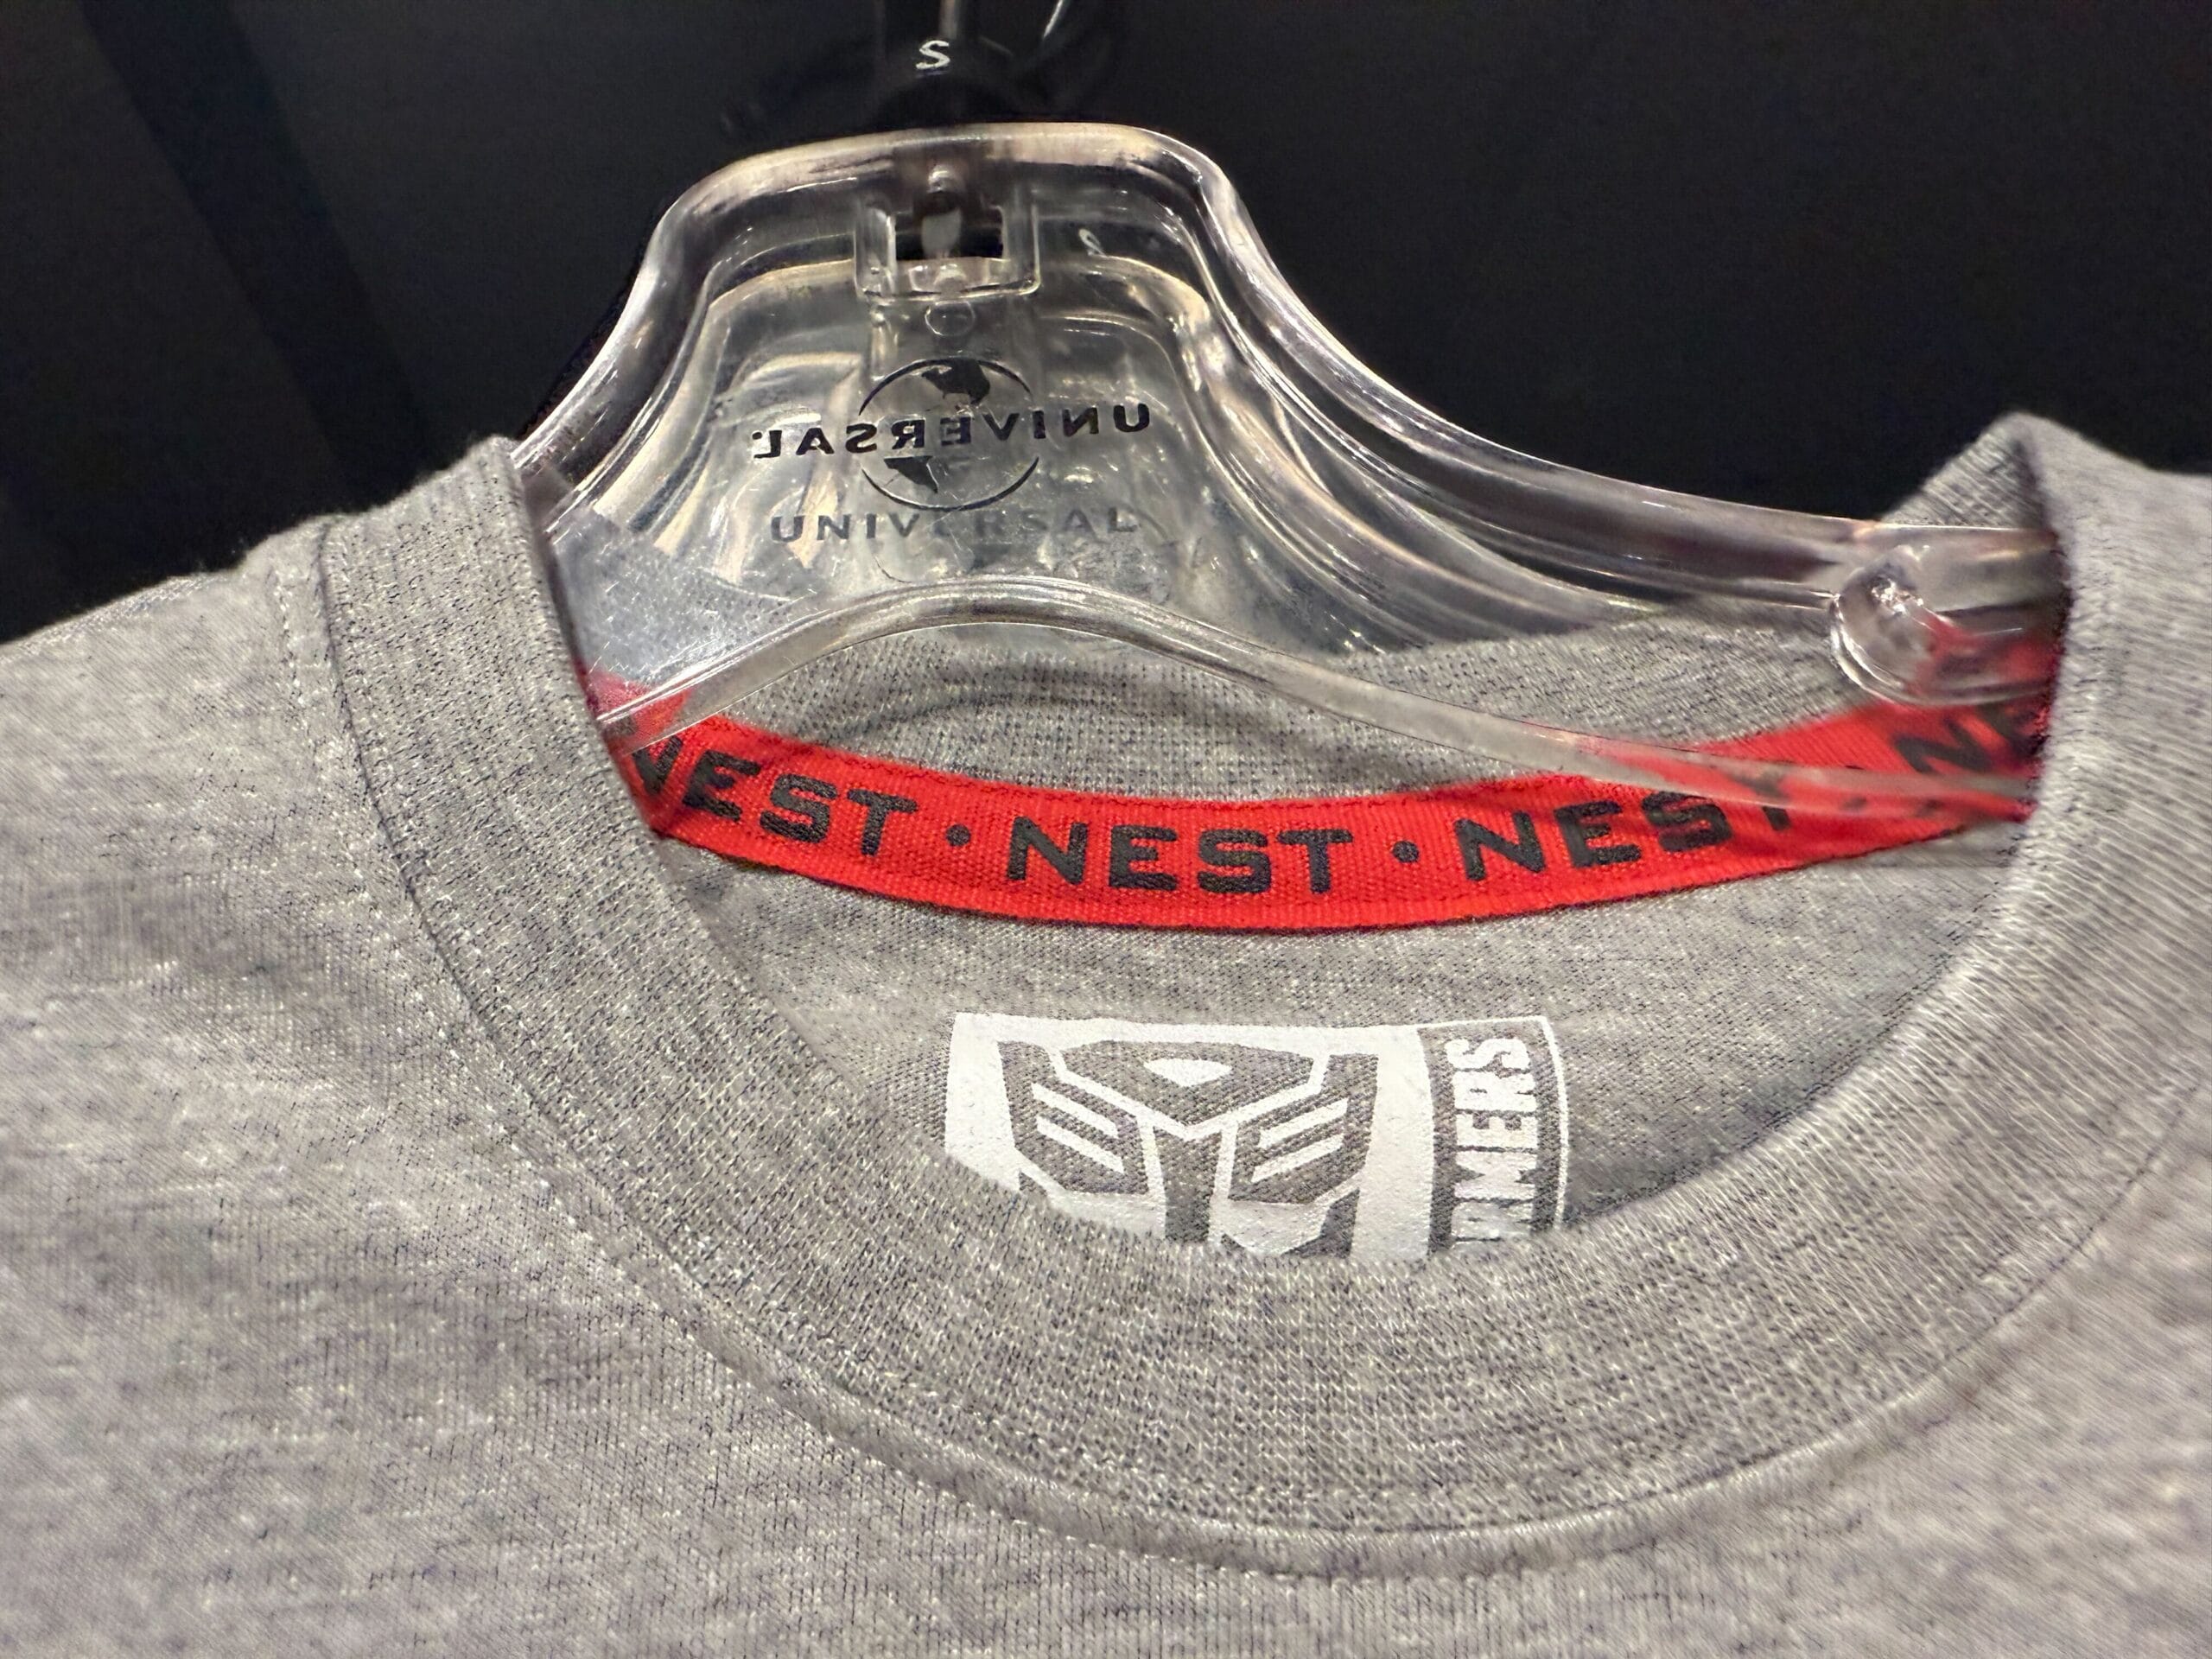 S
UNIVERSAL
UNIVERSAL
NEST • NEST • NEST • NE
RMERS